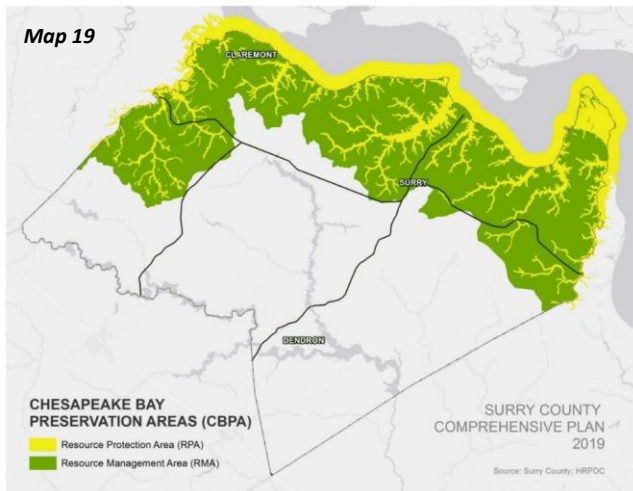 Map 19
CLAREMONT
SURRY
DENDRON
CHESAPEAKE BAY
PRESERVATION AREAS (CBPA)
Resource Protection Area (RPA)
Resource Management Area (RMA)
SURRY COUNTY
COMPREHENSIVE PLAN
2019
Source: Surry County; HRPDC